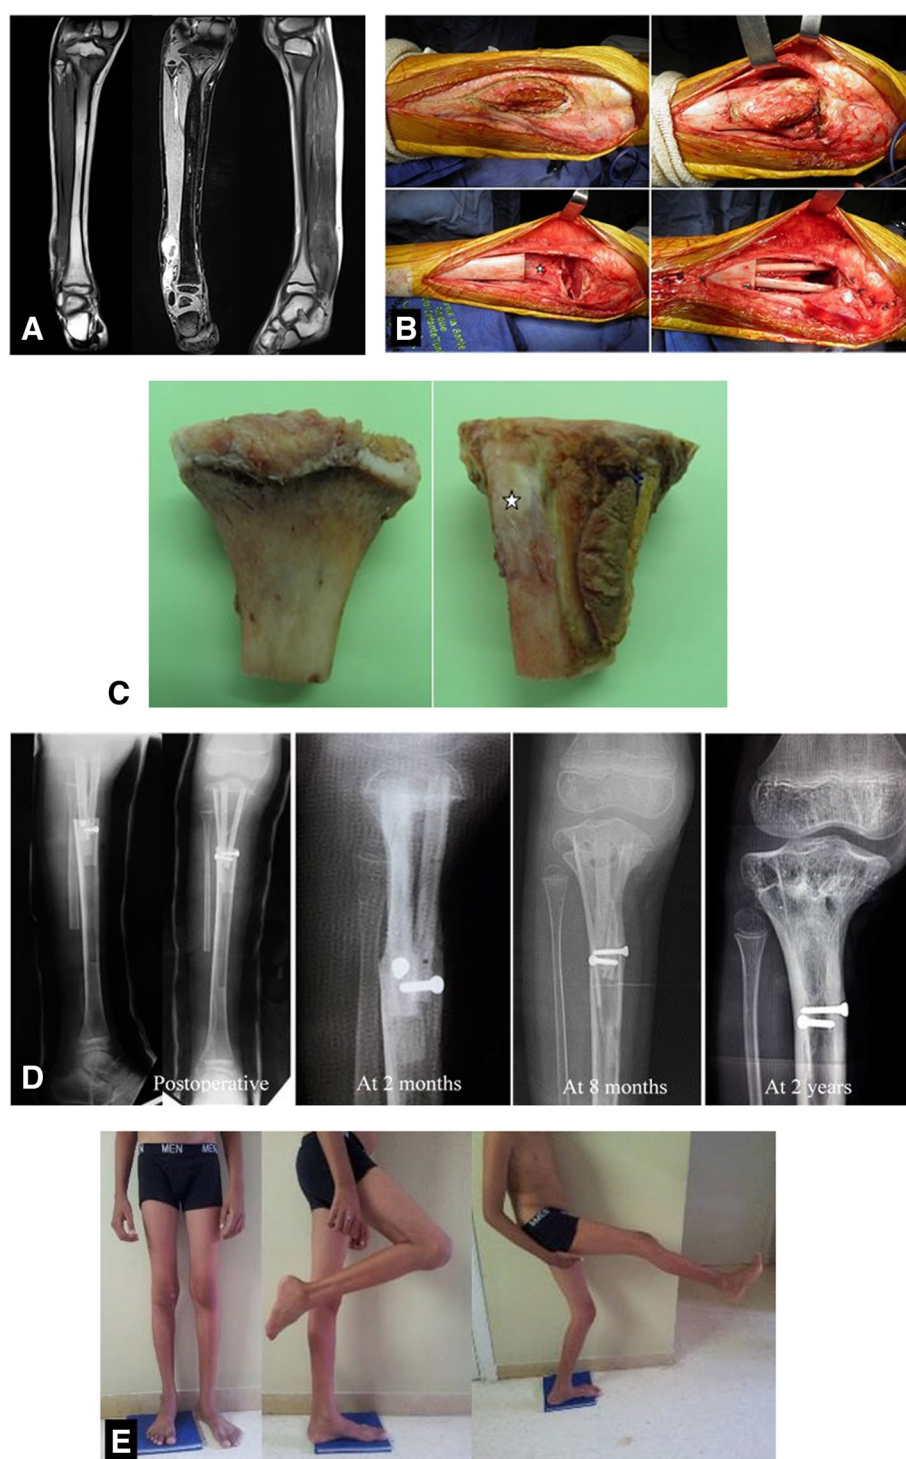 A
B
C
D
Postoperative
At 2 months
At 8 months
At 2 years
MEN
MEN
MEN
E